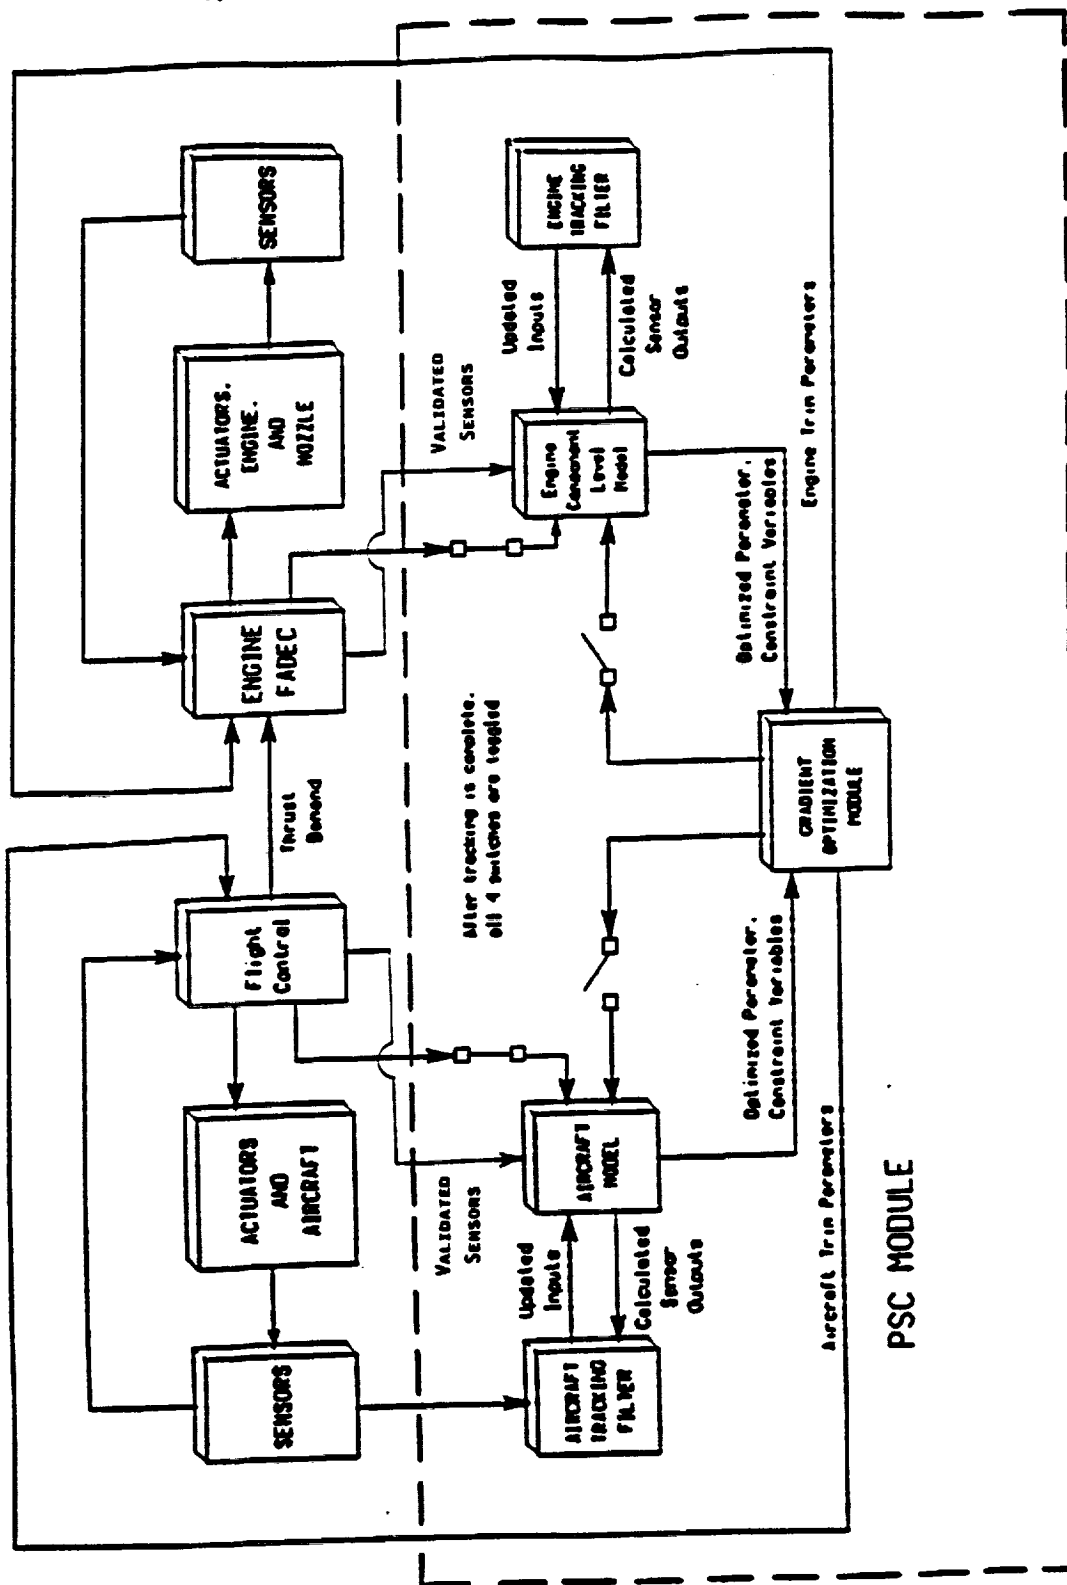 SENSORS
ACTUATORS
AND
AIRCRAFT
Flight
Control
Thrust
Demand
ENGINE
FADEC
ACTUATORS.
ENGINE.
AND
NOZZLE
SENSORS
VALIDATED
SENSORS
After tracking is complete.
all 4 switches are toggled
VALIDATED
SENSORS
AIRCRAFT
TRACKING
FILTER
Updated
Inputs
Calculated
Sensor
Outputs
AIRCRAFT
MODEL
Engine
Component
Level
Model
Updated
Inputs
Calculated
Sensor
Outputs
ENGINE
TRACKING
FILTER
Optimized Parameter.
Constraint Variables
Optimized Parameter.
Constraint Variables
GRADIENT
OPTIMIZATION
MODULE
Aircraft Trim Parameters
Engine Trim Parameters
PSC MODULE